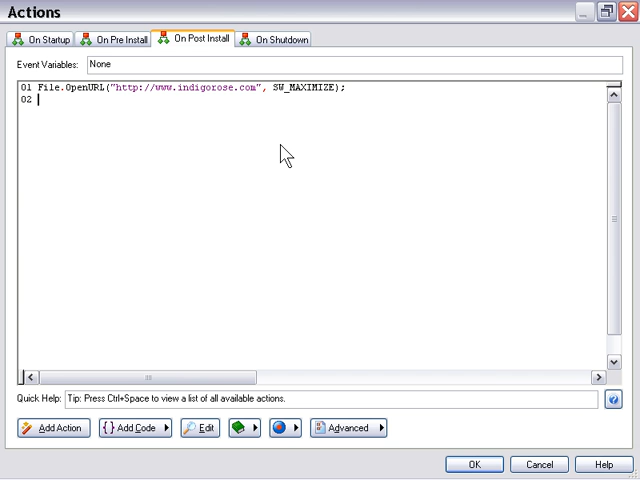 Actions
On Startup On Pre Install On Post Install On Shutdown
Event Variables: None
01 File.OpenURL("http://www.indigorose.com", SW_MAXIMIZE);
02
Quick Help: Tip: Press Ctrl+Space to view a list of all available actions.
Add Action {} Add Code Edit Advanced
OK Cancel Help